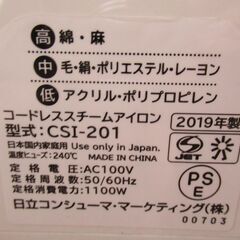 高 綿・麻
中 毛・絹・ポリエステル・レーヨン
低 アクリル・ポリプロピレン
コードレススチームアイロン
型式：CSI-201 2019年製
日本国内家庭用 Use only in Japan.
温度ヒューズ：240℃ MADE IN CHINA
定格電圧：AC100V
定格周波数：50/60Hz
定格消費電力：1100W
S JET
PS E
日立コンシューマ・マーケティング(株)
00703